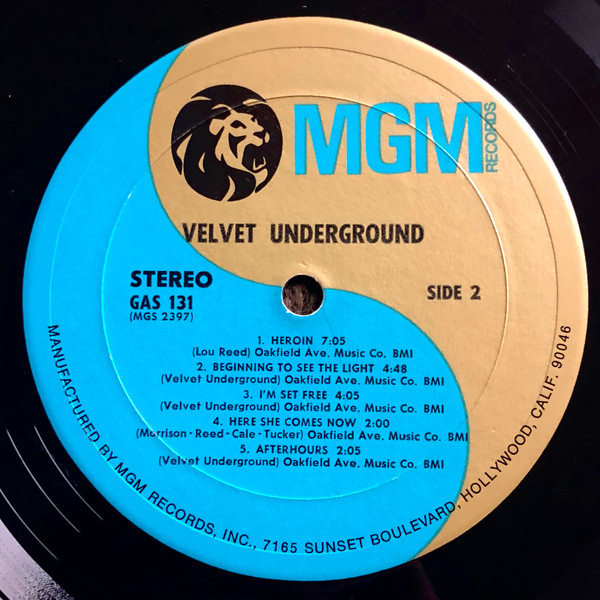 MGM
RECORDS
VELVET UNDERGROUND
STEREO
GAS 131
(MGS 2397)
SIDE 2
1. HEROIN 7:05
(Lou Reed) Oakfield Ave. Music Co. BMI
2. BEGINNING TO SEE THE LIGHT 4:48
(Velvet Underground) Oakfield Ave. Music Co. BMI
3. I'M SET FREE 4:05
(Velvet Underground) Oakfield Ave. Music Co. BMI
4. HERE SHE COMES NOW 2:00
(Morrison - Reed - Cale - Tucker) Oakfield Ave. Music Co. BMI
5. AFTERHOURS 2:05
(Velvet Underground) Oakfield Ave. Music Co. BMI
MANUFACTURED BY MGM RECORDS, INC., 7165 SUNSET BOULEVARD, HOLLYWOOD, CALIF. 90046